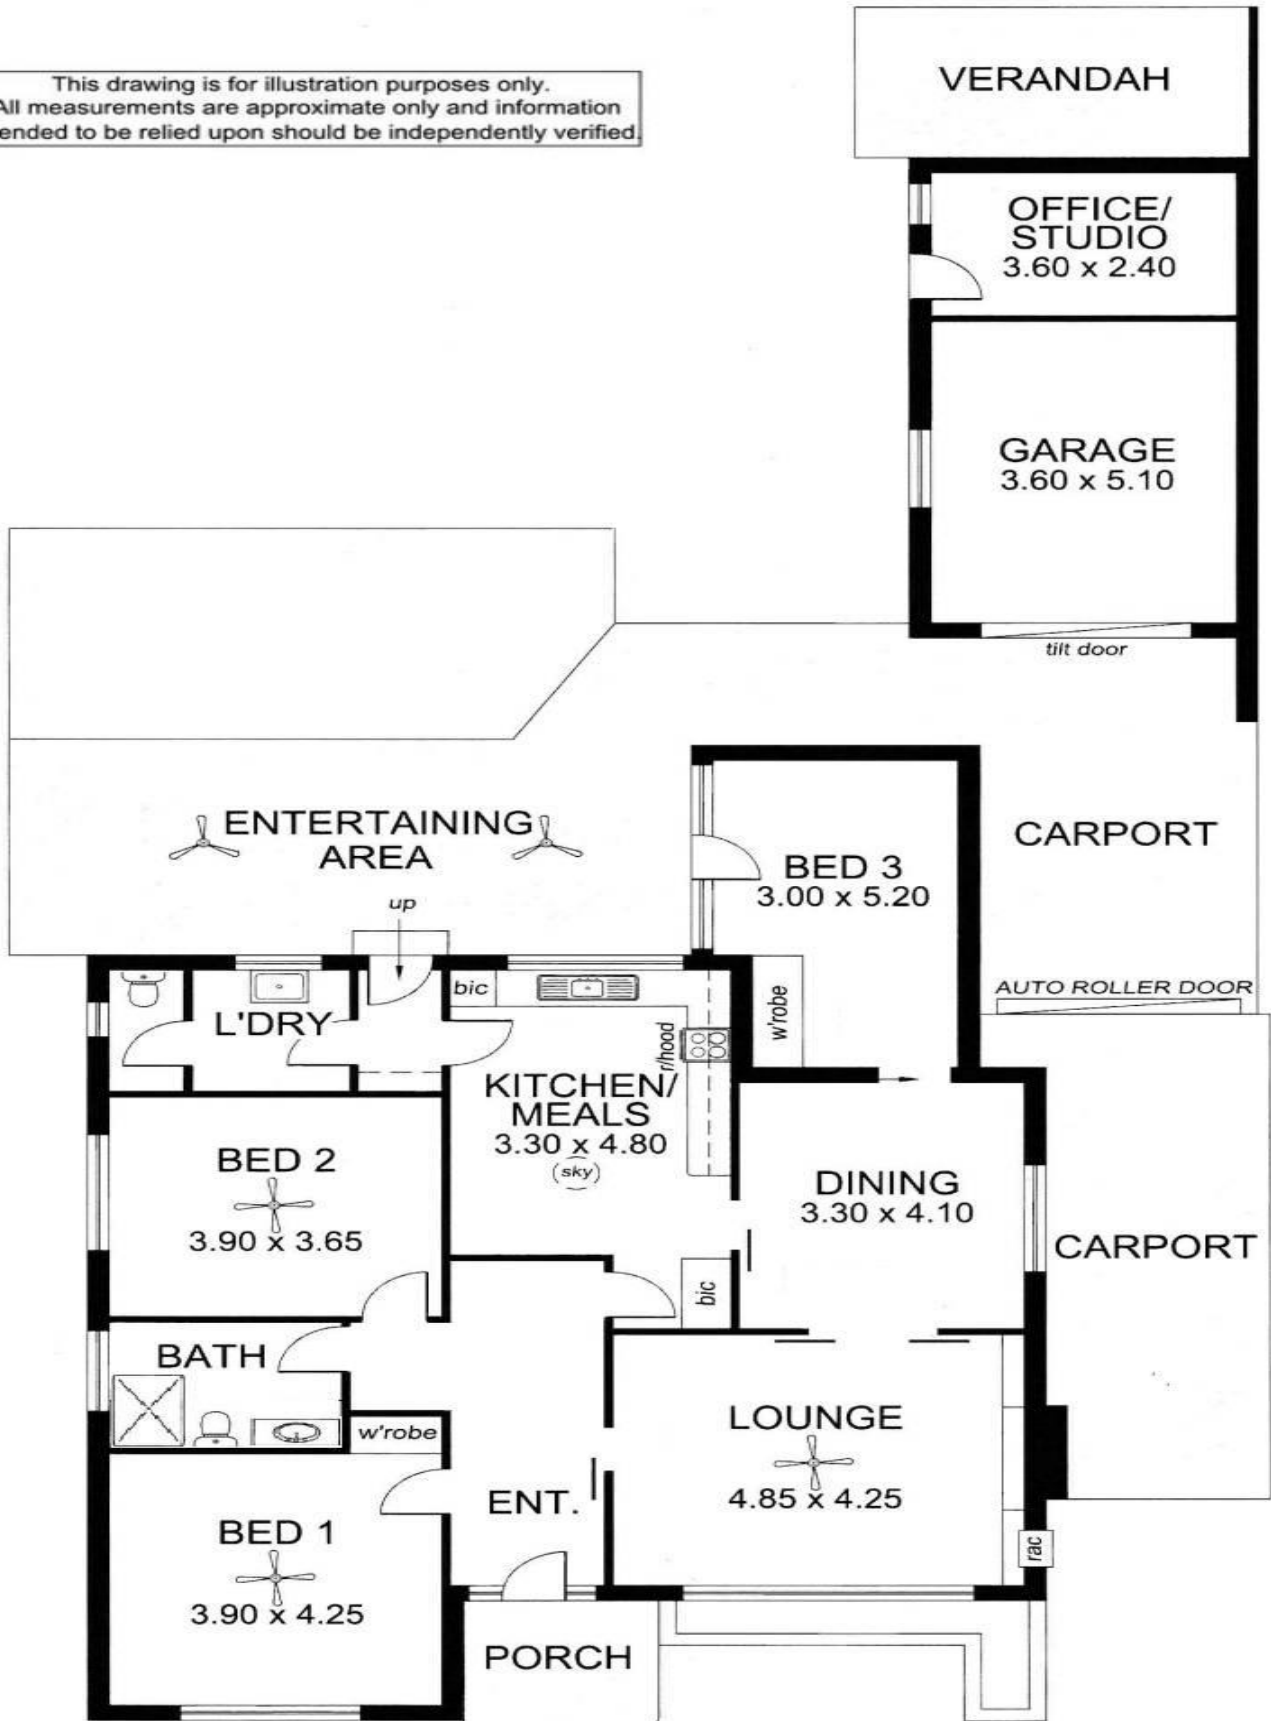 This drawing is for illustration purposes only.
All measurements are approximate only and information
ended to be relied upon should be independently verified.
VERANDAH
OFFICE/
STUDIO
3.60 x 2.40
GARAGE
3.60 x 5.10
tilt door
ENTERTAINING
AREA
CARPORT
BED 3
3.00 x 5.20
up
AUTO ROLLER DOOR
bic
w'robe
L'DRY
r/hood
KITCHEN/
MEALS
3.30 x 4.80
(sky)
BED 2
3.90 x 3.65
DINING
3.30 x 4.10
CARPORT
bic
BATH
w'robe
LOUNGE
4.85 x 4.25
ENT.
BED 1
3.90 x 4.25
rac
PORCH